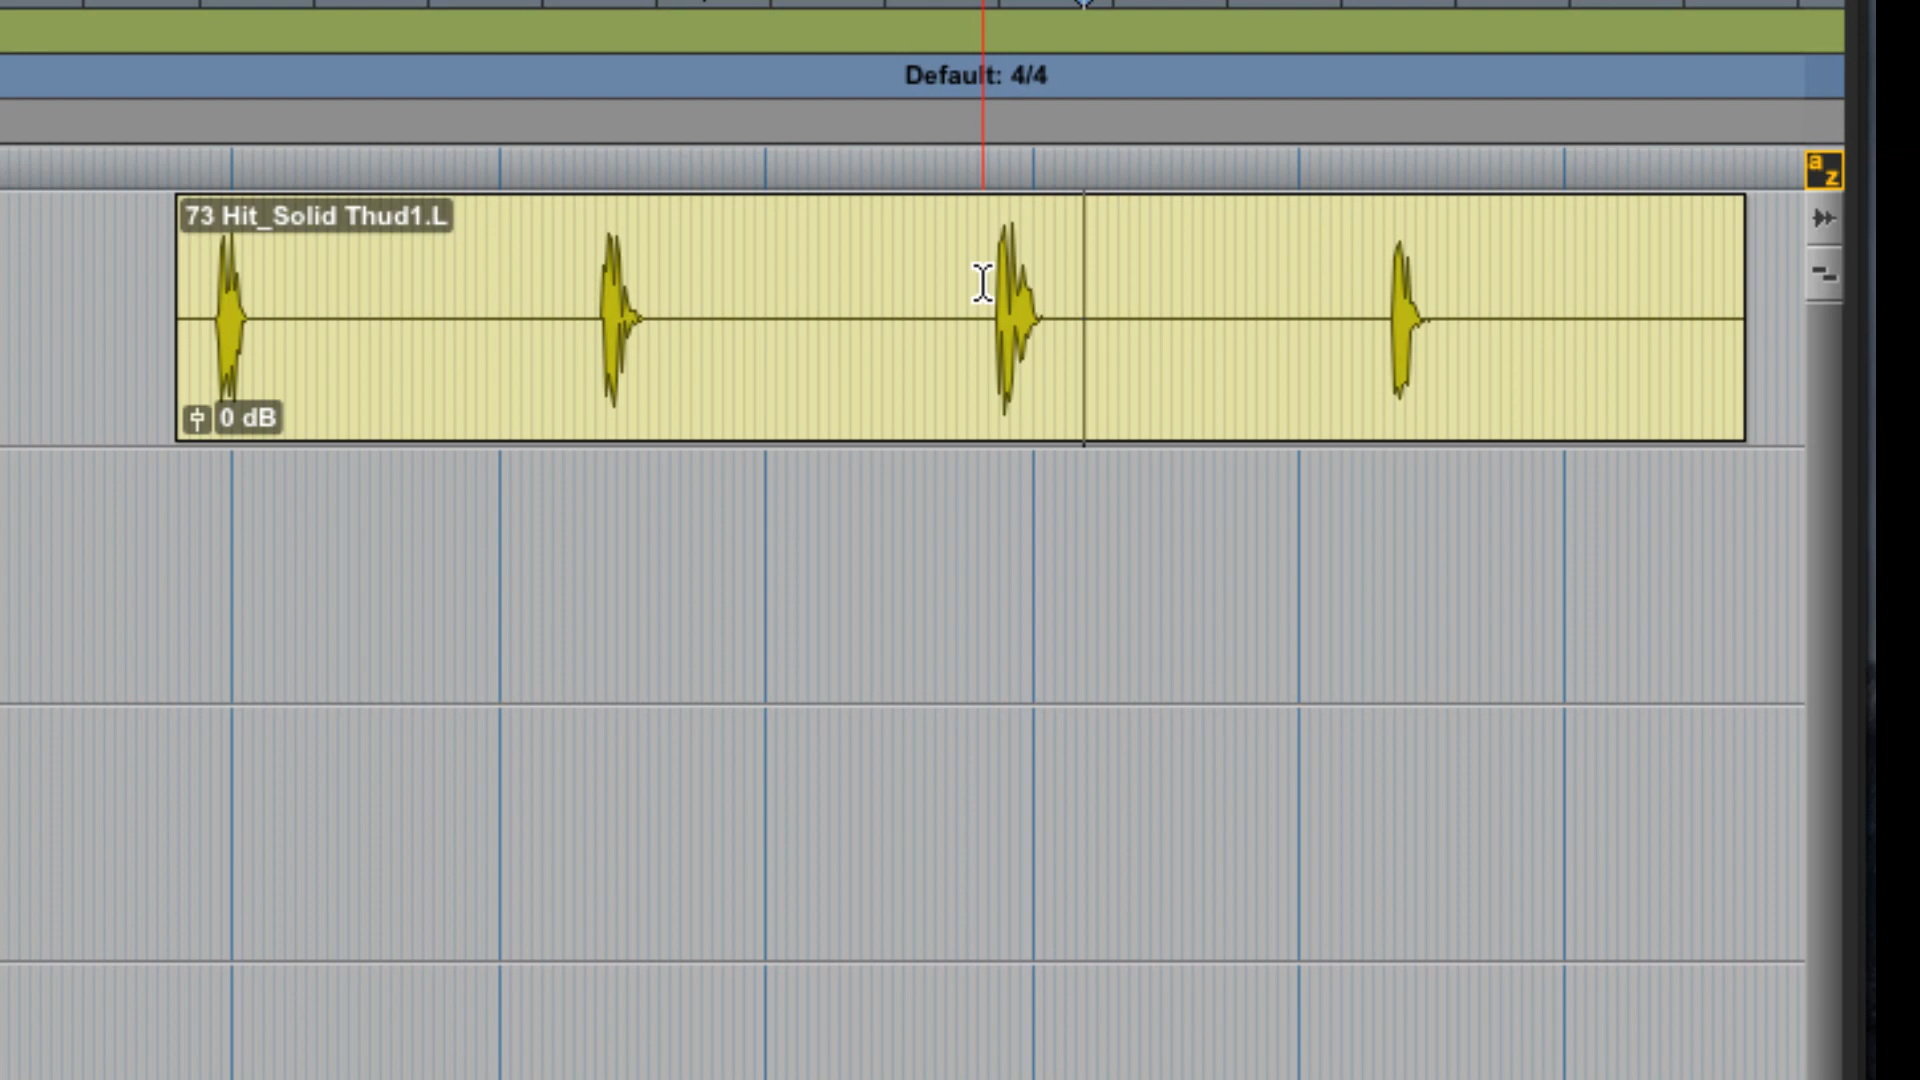 Default: 4/4
a
z
73 Hit_Solid Thud1.L
0 dB